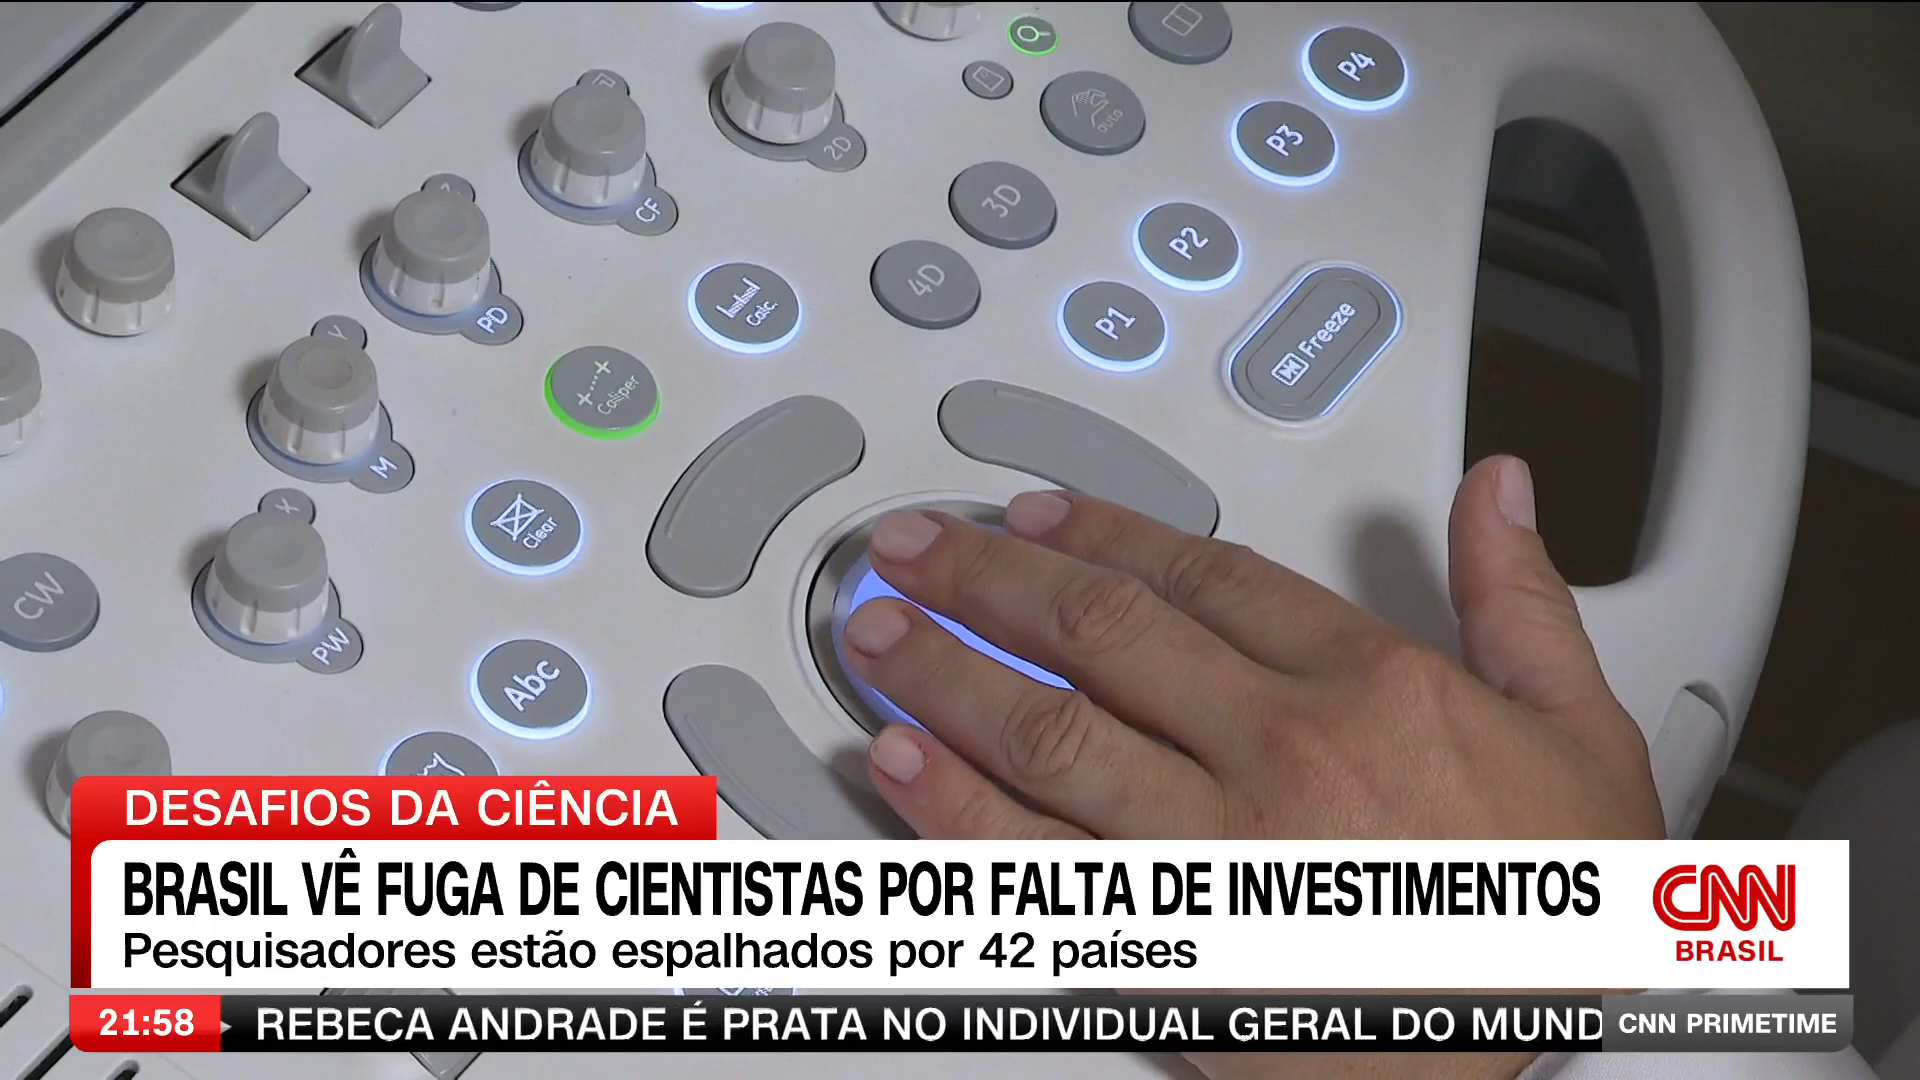 P4
P3
2D
auto
3D
CF
P2
4D
Calc.
P1
PD
Freeze
Y
M
X
Clear
CW
PW
Abc
DESAFIOS DA CIÊNCIA
BRASIL VÊ FUGA DE CIENTISTAS POR FALTA DE INVESTIMENTOS
Pesquisadores estão espalhados por 42 países
CNN
BRASIL
21:58
REBECA ANDRADE É PRATA NO INDIVIDUAL GERAL DO MUND
CNN PRIMETIME